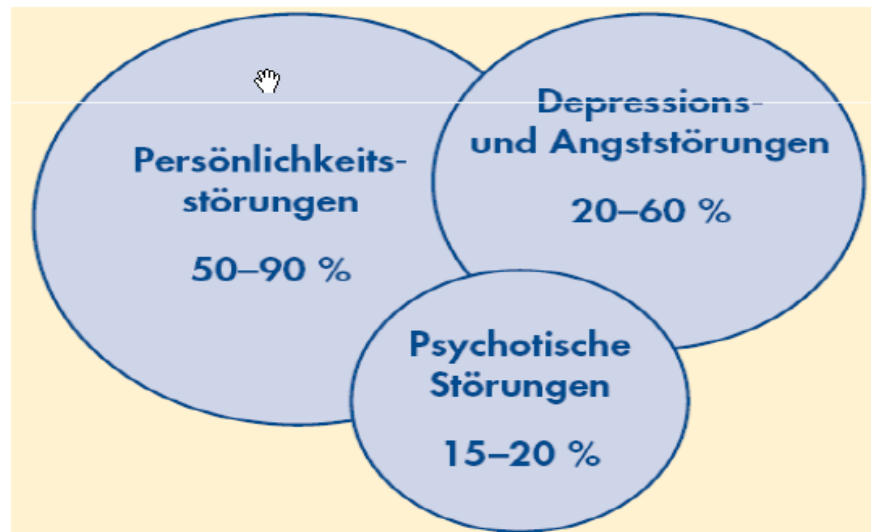 Persönlichkeits-
störungen
50–90 %
Depressions-
und Angststörungen
20–60 %
Psychotische
Störungen
15–20 %